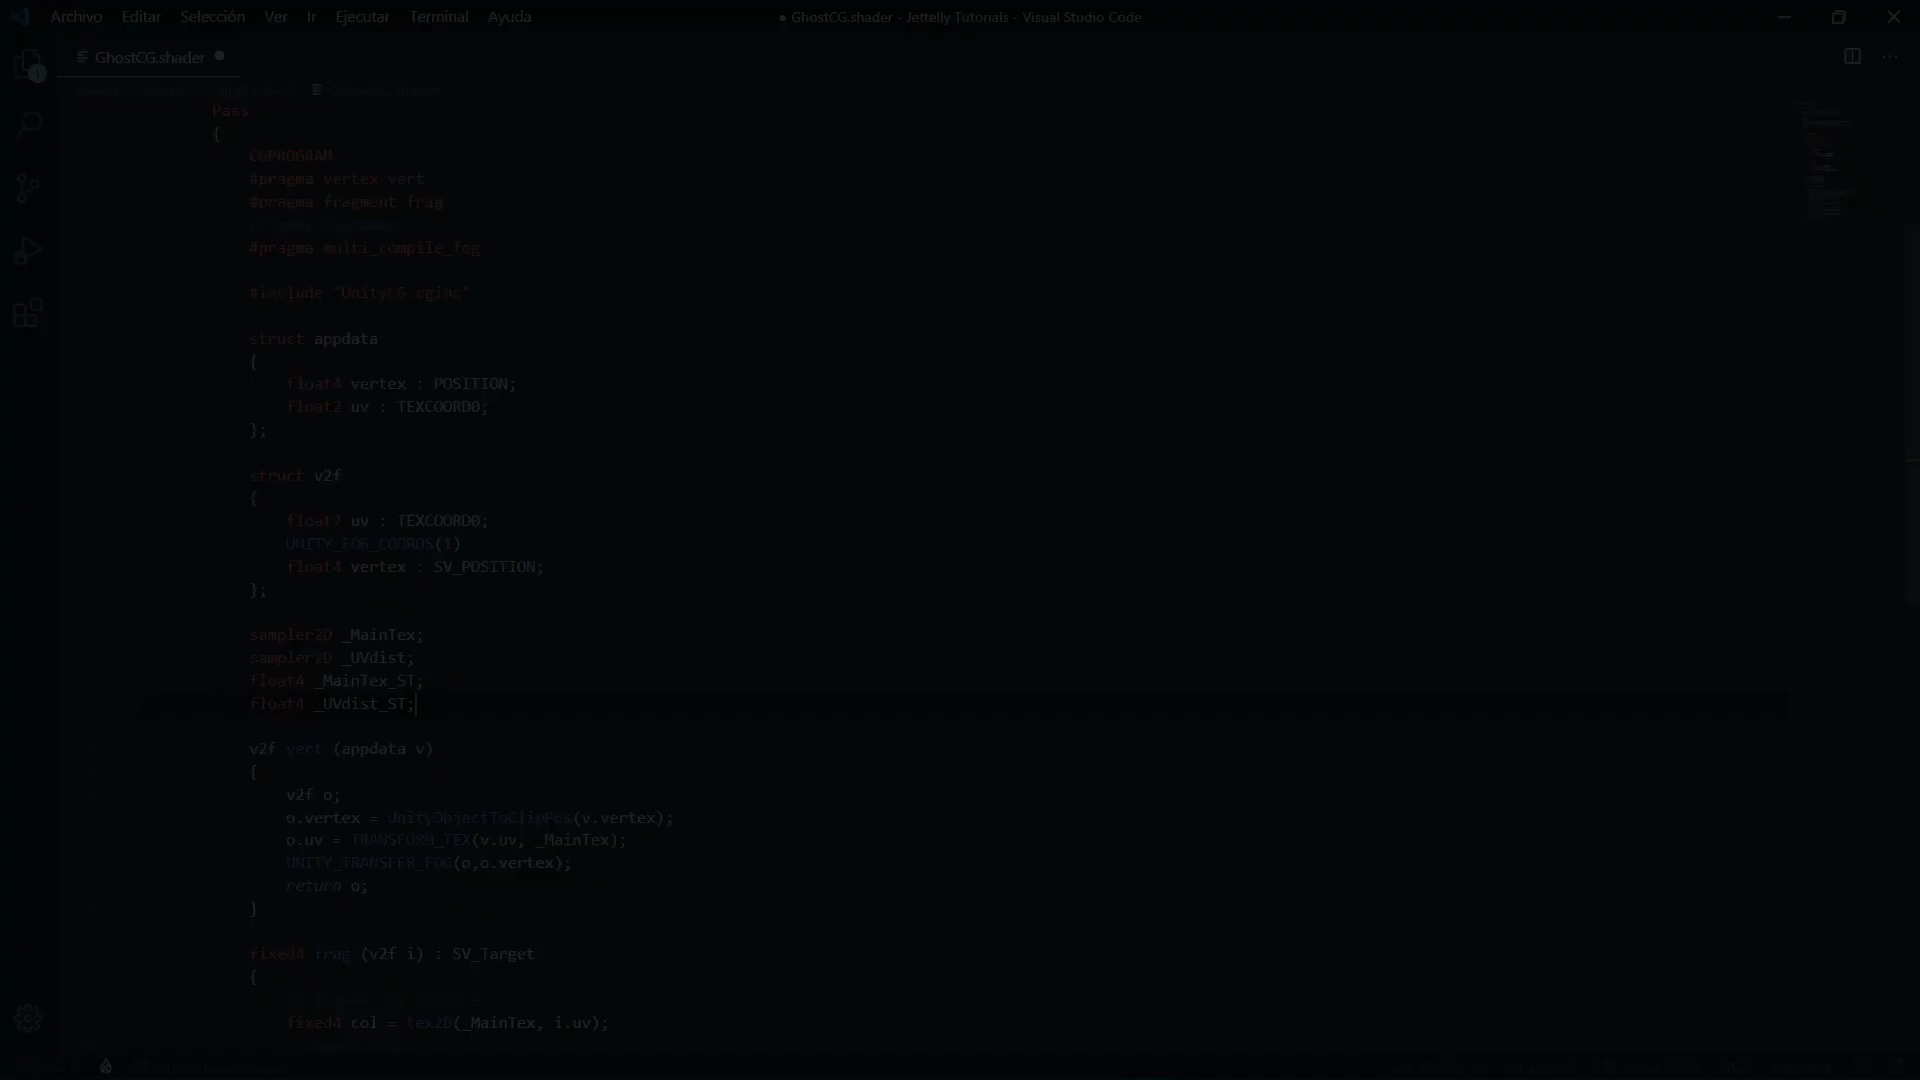 Archivo Editar Selección Ver Ir Ejecutar Terminal Ayuda
● GhostCG.shader - Jettelly Tutorials - Visual Studio Code
GhostCG.shader ●
Pass
{
CGPROGRAM
#pragma vertex vert
#pragma fragment frag
#pragma multi_compile_fog
#include "UnityCG.cginc"
struct appdata
{
float4 vertex : POSITION;
float2 uv : TEXCOORD0;
};
struct v2f
{
float2 uv : TEXCOORD0;
UNITY_FOG_COORDS(1)
float4 vertex : SV_POSITION;
};
sampler2D _MainTex;
sampler2D _UVdist;
float4 _MainTex_ST;
float4 _UVdist_ST;
v2f vert (appdata v)
{
v2f o;
o.vertex = UnityObjectToClipPos(v.vertex);
o.uv = TRANSFORM_TEX(v.uv, _MainTex);
UNITY_TRANSFER_FOG(o,o.vertex);
return o;
}
fixed4 frag (v2f i) : SV_Target
{
fixed4 col = tex2D(_MainTex, i.uv);